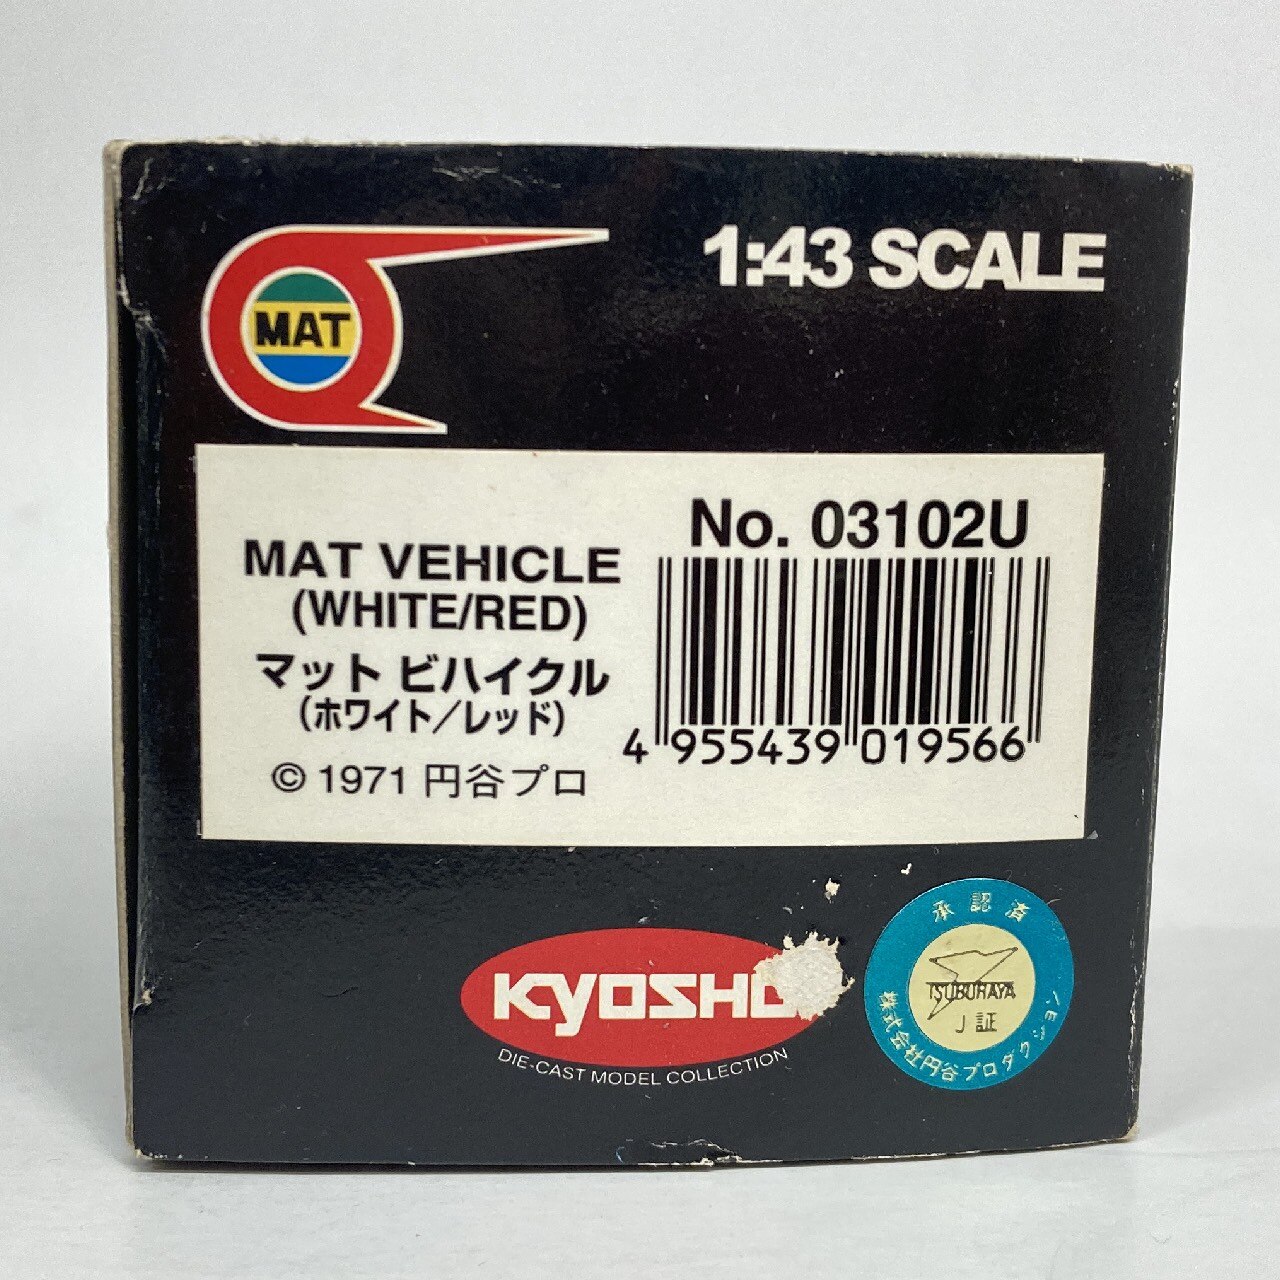 MAT
1:43 SCALE
No. 03102U
MAT VEHICLE
(WHITE/RED)
マット ビハイクル
(ホワイト/レッド)
© 1971 円谷プロ
4 955439 019566
KYOSHO
DIE-CAST MODEL COLLECTION
承認済
TSUBURAYA
J証
株式会社円谷プロダクション